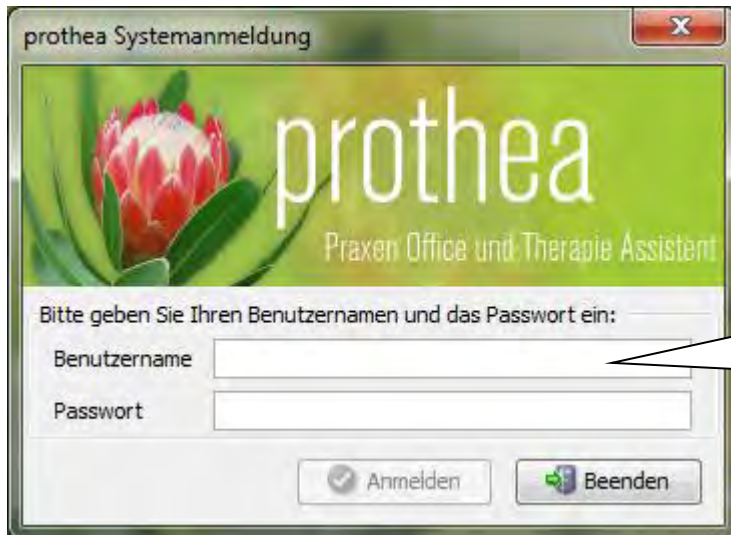 prothea Systemanmeldung
prothea
Praxen Office und Therapie Assistent
Bitte geben Sie Ihren Benutzernamen und das Passwort ein:
Benutzername
Passwort
Anmelden
Beenden